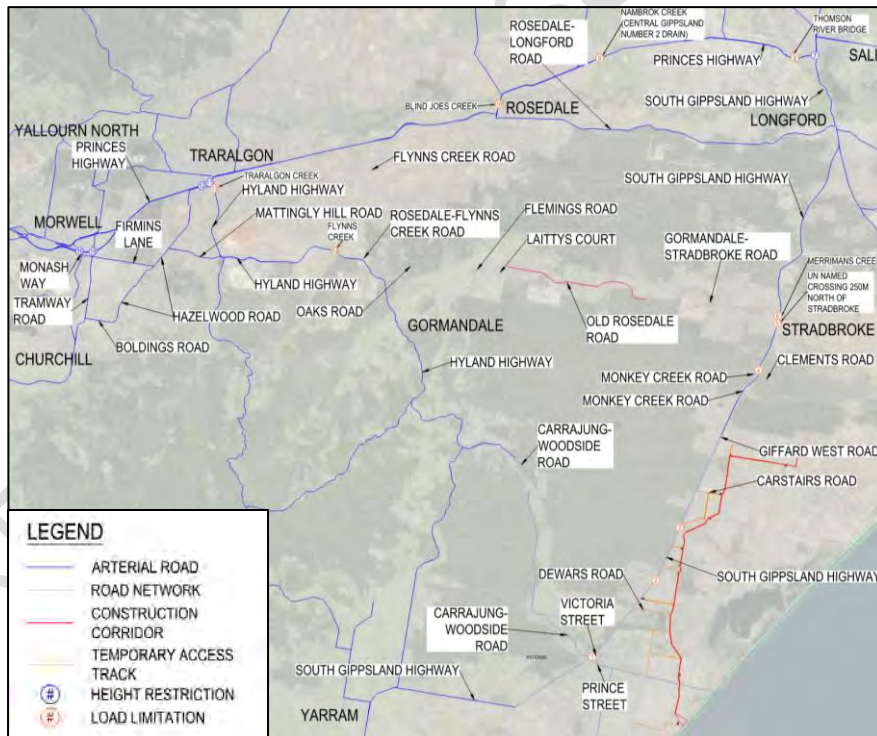 NAMBROK CREEK
(CENTRAL GIPPSLAND
NUMBER 2 DRAIN)
THOMSON
RIVER BRIDGE
ROSEDALE-
LONGFORD
ROAD
PRINCES HIGHWAY
SALE
SOUTH GIPPSLAND HIGHWAY
BLIND JOES CREEK
ROSEDALE
LONGFORD
YALLOURN NORTH
PRINCES
HIGHWAY
TRARALGON
FLYNNS CREEK ROAD
TRARALGON CREEK
HYLAND HIGHWAY
SOUTH GIPPSLAND HIGHWAY
MATTINGLY HILL ROAD
MORWELL
FIRMINS
LANE
FLYNNS
CREEK
ROSEDALE-FLYNNS
CREEK ROAD
FLEMINGS ROAD
LAITTYS COURT
GORMANDALE-
STRADBROKE ROAD
MONASH
WAY
HYLAND HIGHWAY
MERRIMANS CREEK
UN NAMED
CROSSING 250M
NORTH OF
STRADBROKE
TRAMWAY
ROAD
HAZELWOOD ROAD
OAKS ROAD
OLD ROSEDALE
ROAD
GORMANDALE
STRADBROKE
BOLDINGS ROAD
CHURCHILL
HYLAND HIGHWAY
CLEMENTS ROAD
MONKEY CREEK ROAD
MONKEY CREEK ROAD
CARRAJUNG-
WOODSIDE
ROAD
GIFFARD WEST ROAD
CARSTAIRS ROAD
DEWARS ROAD
SOUTH GIPPSLAND HIGHWAY
VICTORIA
STREET
CARRAJUNG-
WOODSIDE
ROAD
SOUTH GIPPSLAND HIGHWAY
PRINCE
STREET
YARRAM
LEGEND
ARTERIAL ROAD
ROAD NETWORK
CONSTRUCTION
CORRIDOR
TEMPORARY ACCESS
TRACK
# HEIGHT RESTRICTION
# LOAD LIMITATION